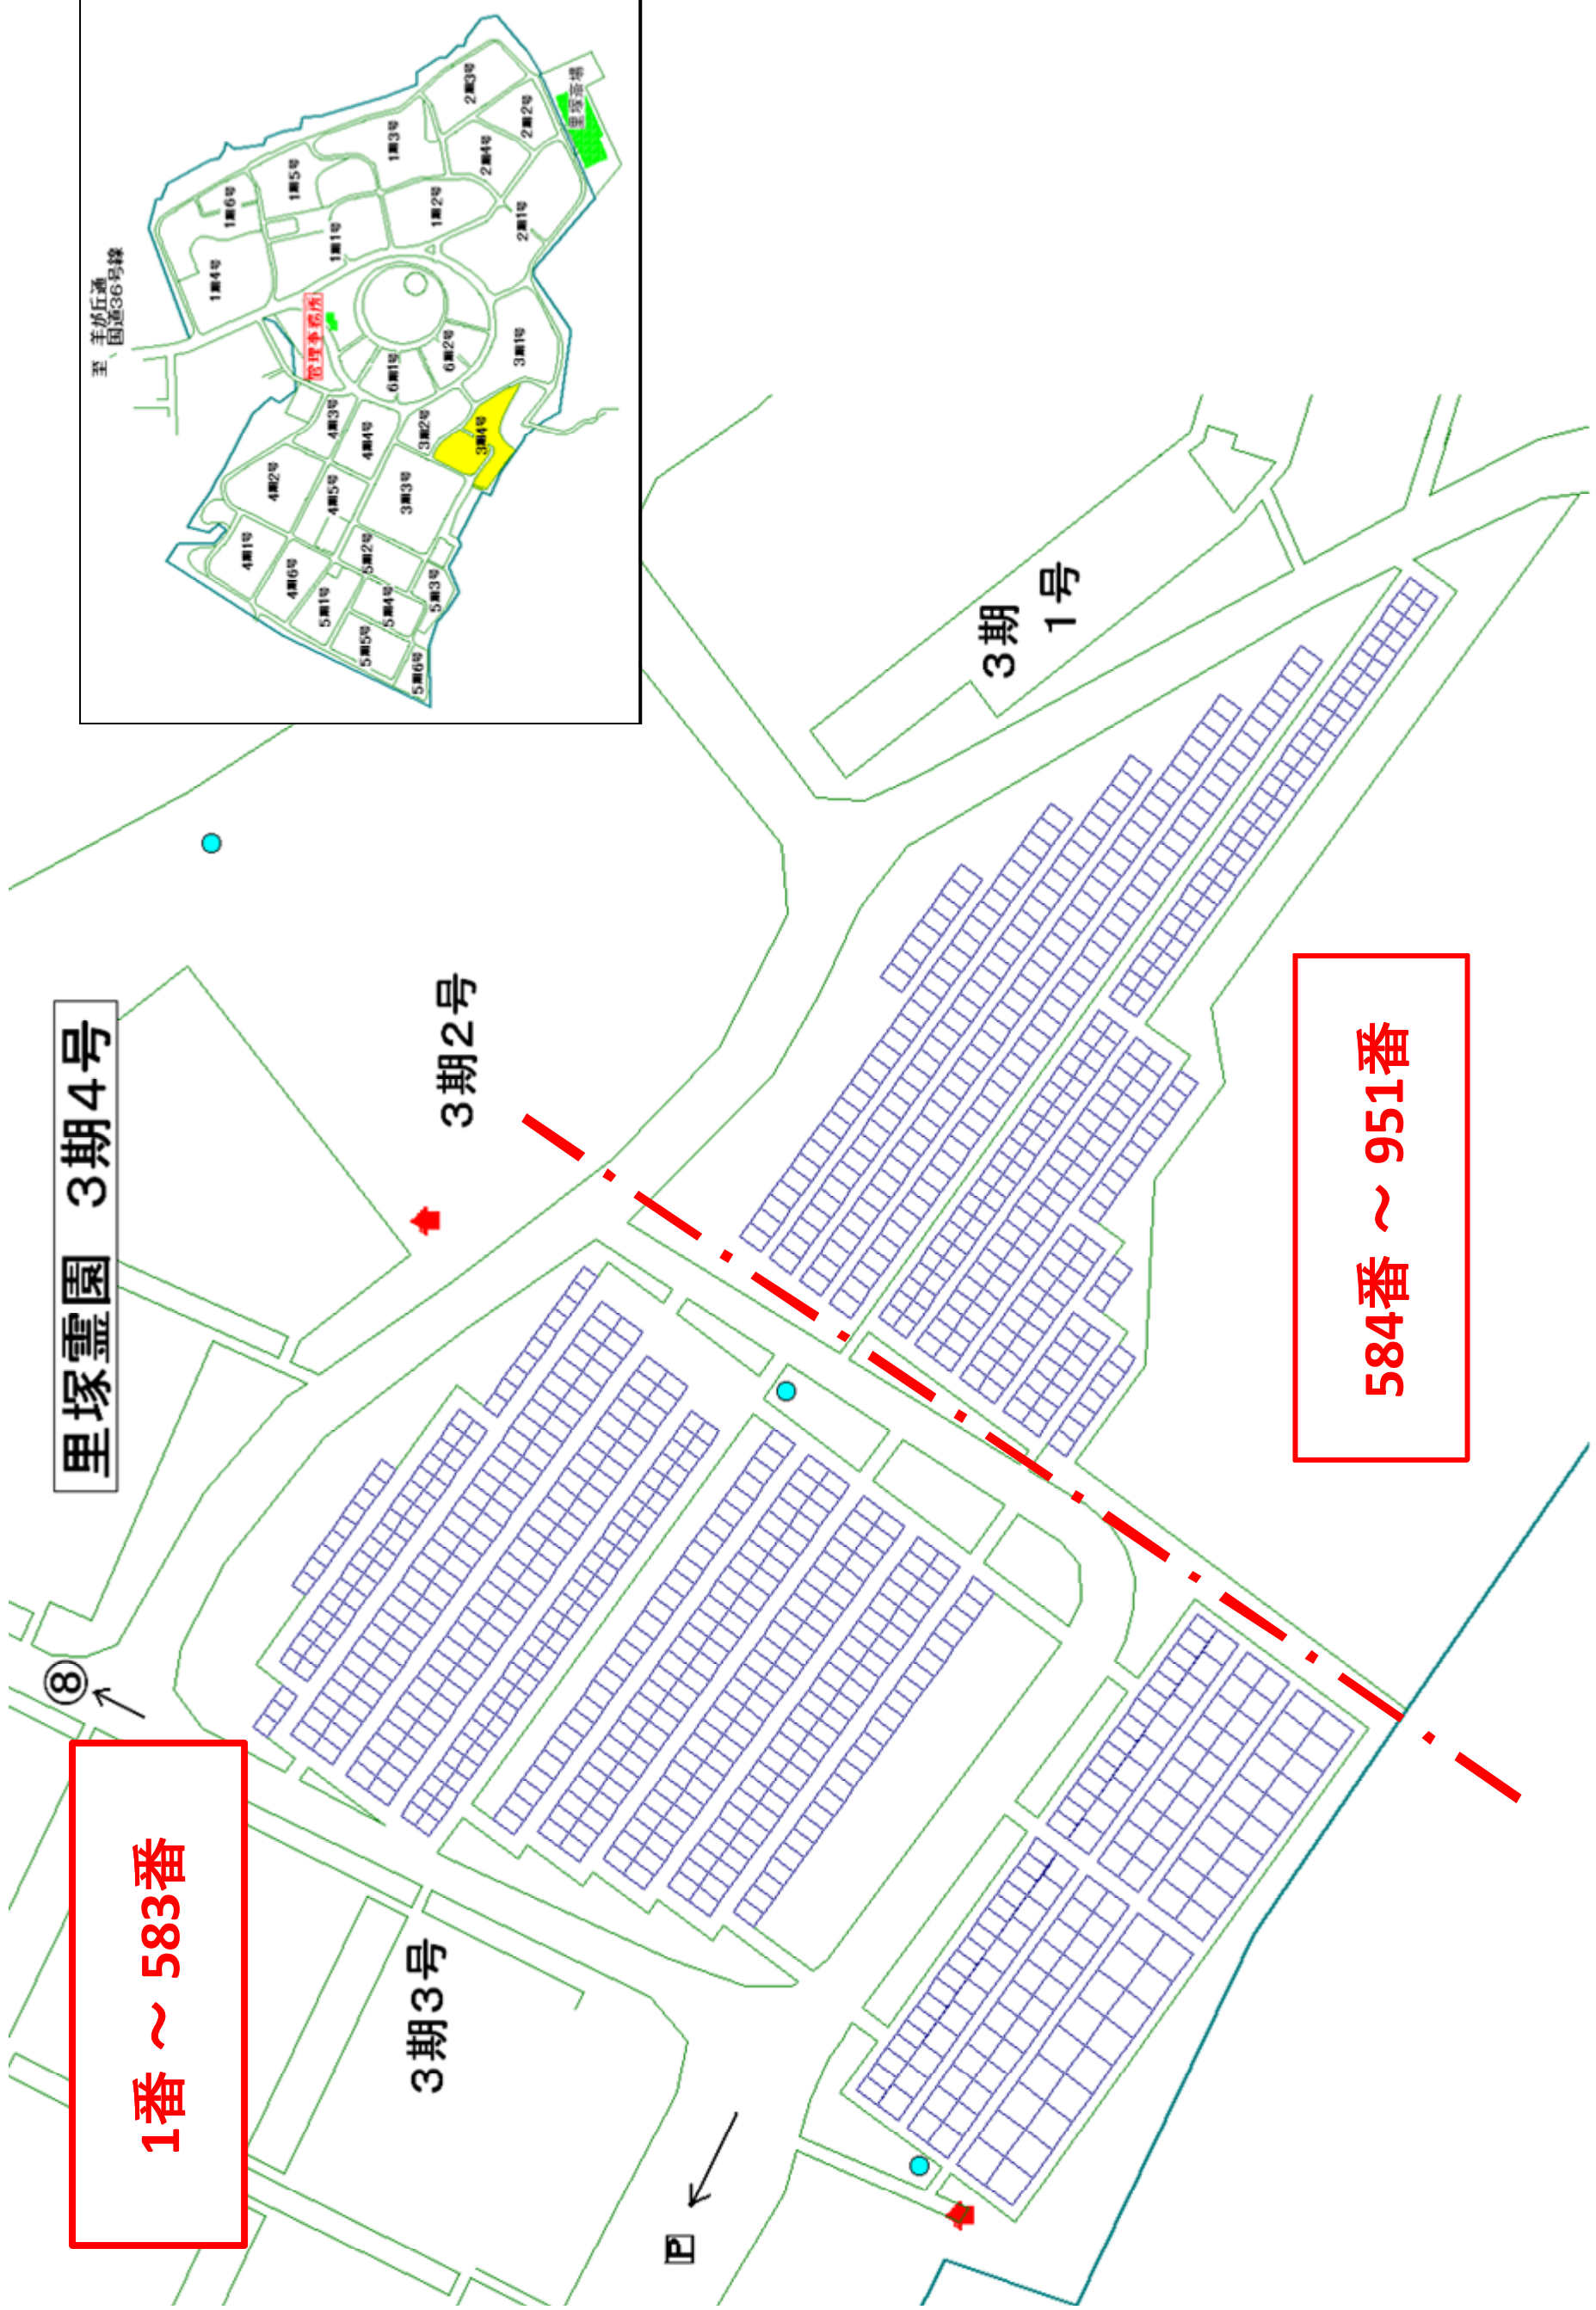 里塚霊園　3期4号
至　羊が丘通
国道36号線
管理事務所
里塚斎場
1期1号
1期2号
1期3号
1期4号
1期5号
1期6号
2期1号
2期2号
2期3号
2期4号
3期1号
3期2号
3期3号
3期4号
4期1号
4期2号
4期3号
4期4号
4期5号
4期6号
5期1号
5期2号
5期3号
5期4号
5期5号
5期6号
6期1号
6期2号
⑧
3期2号
3期
1号
1番 ～ 583番
3期3号
P
584番 ～ 951番